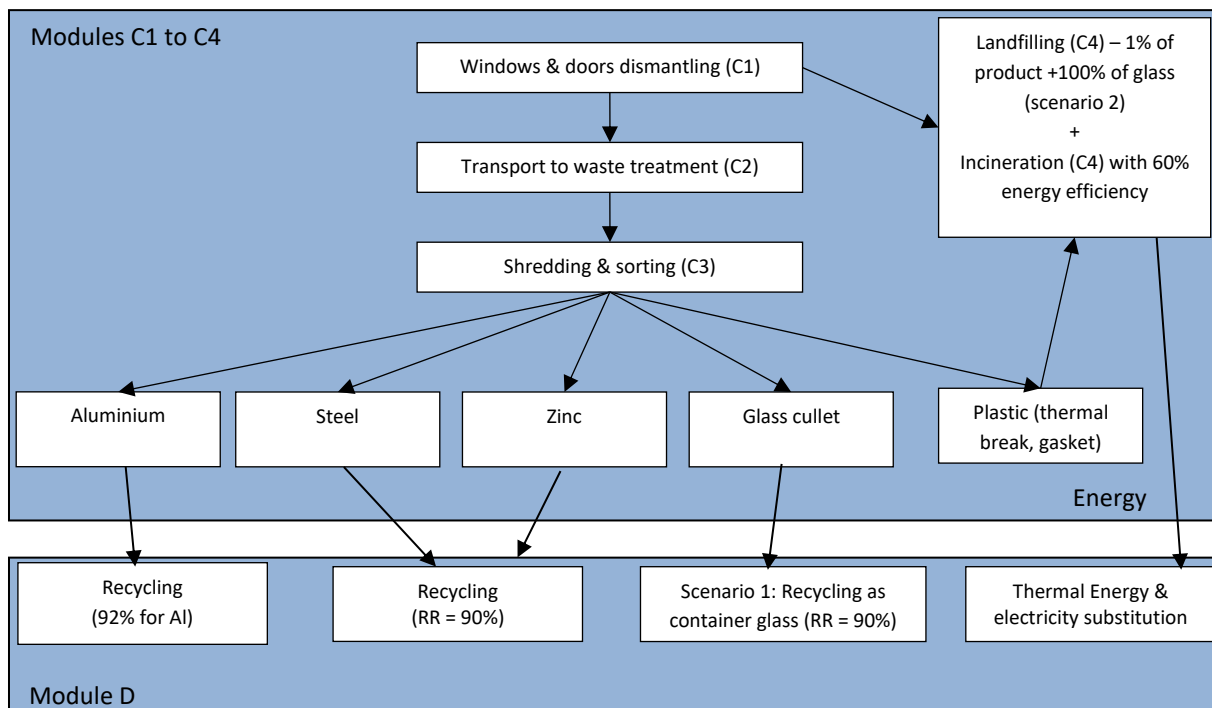 Modules C1 to C4
Windows & doors dismantling (C1)
Landfilling (C4) – 1% of
product +100% of glass
(scenario 2)
+
Incineration (C4) with 60%
energy efficiency
Transport to waste treatment (C2)
Shredding & sorting (C3)
Aluminium
Steel
Zinc
Glass cullet
Plastic (thermal
break, gasket)
Energy
Recycling
(92% for Al)
Recycling
(RR = 90%)
Scenario 1: Recycling as
container glass (RR = 90%)
Thermal Energy &
electricity substitution
Module D